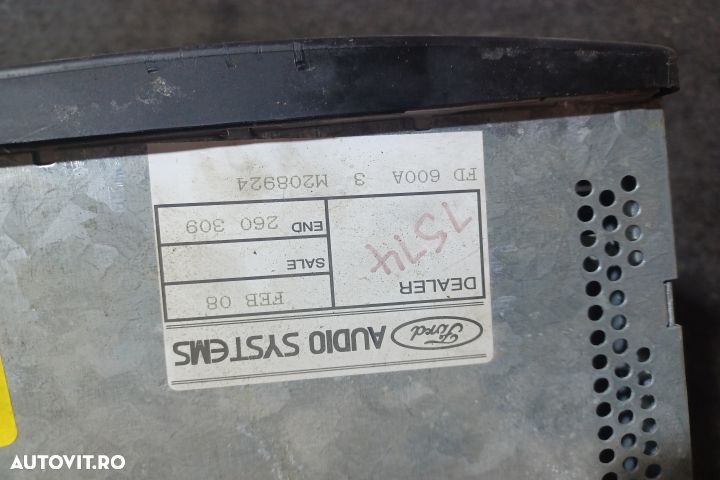 Ford AUDIO SYSTEMS
DEALER
FEB 08
SALE
1514
END 260 309
FD 600A 3 M208924
AUTOVIT.RO